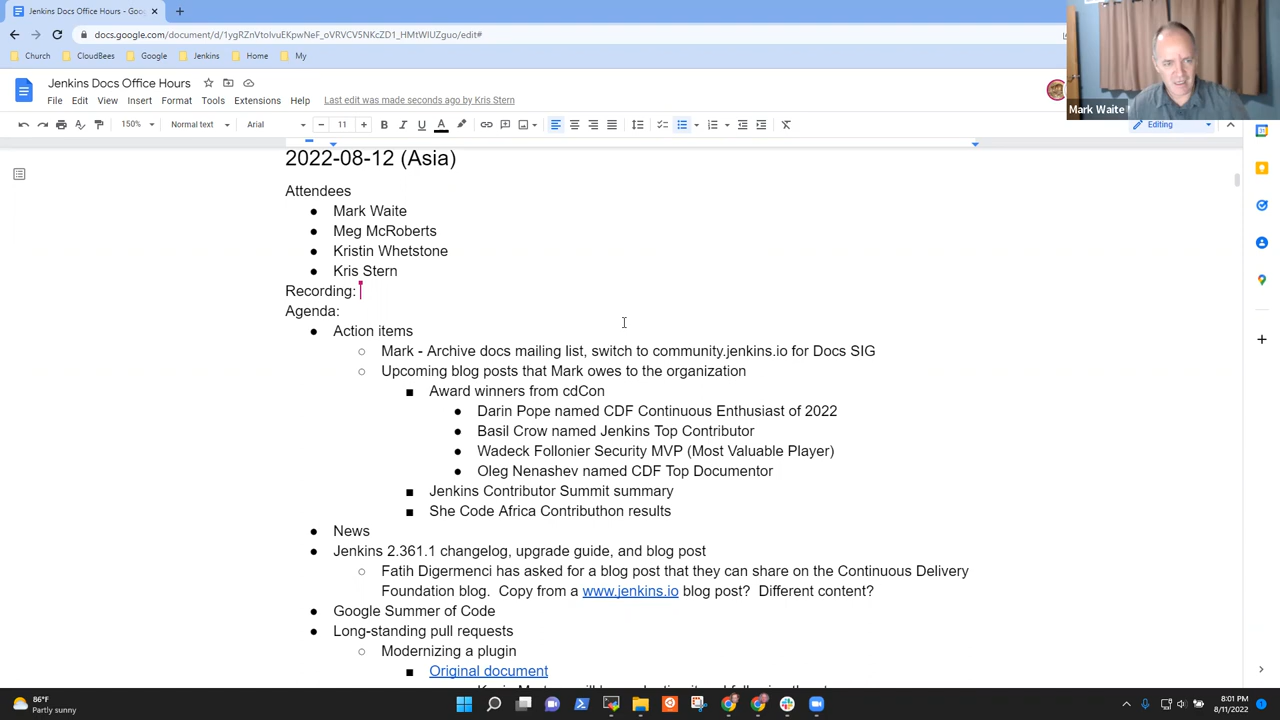 Jenkins Docs Office Hours - Goo
docs.google.com/document/d/1ygRZnVtoIvuEKpwNeF_oVRVCV5NKcZD1_HMtWIUZguo/edit#
Church
CloudBees
Google
Jenkins
Home
My
Jenkins Docs Office Hours
File Edit View Insert Format Tools Extensions Help Last edit was made seconds ago by Kris Stern
Mark Waite
150% Normal text Arial 11 Editing
2022-08-12 (Asia)
Attendees
● Mark Waite
● Meg McRoberts
● Kristin Whetstone
● Kris Stern
Recording:
Agenda:
● Action items
○ Mark - Archive docs mailing list, switch to community.jenkins.io for Docs SIG
○ Upcoming blog posts that Mark owes to the organization
■ Award winners from cdCon
● Darin Pope named CDF Continuous Enthusiast of 2022
● Basil Crow named Jenkins Top Contributor
● Wadeck Follonier Security MVP (Most Valuable Player)
● Oleg Nenashev named CDF Top Documentor
■ Jenkins Contributor Summit summary
■ She Code Africa Contributhon results
● News
● Jenkins 2.361.1 changelog, upgrade guide, and blog post
○ Fatih Digermenci has asked for a blog post that they can share on the Continuous Delivery
Foundation blog. Copy from a www.jenkins.io blog post? Different content?
● Google Summer of Code
● Long-standing pull requests
○ Modernizing a plugin
■ Original document
86°F
Partly sunny
8:01 PM
8/11/2022